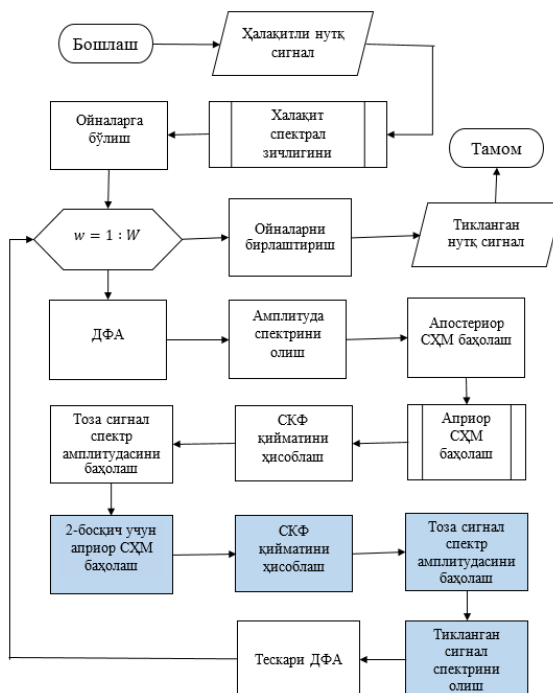 Бошлаш
Ҳалақитли нутқ
сигнал
Ойналарга
бўлиш
Халақит
спектрал
зичлигини
Тамом
w = 1 : W
Ойналарни
бирлаштириш
Тикланган
нутқ сигнал
ДФА
Амплитуда
спектрини
олиш
Апостериор
СҲМ баҳолаш
Тоза сигнал
спектр
амплитудасини
баҳолаш
СКФ
қийматини
ҳисоблаш
Априор
СҲМ
баҳолаш
2-босқич учун
априор СҲМ
баҳолаш
СКФ
қийматини
ҳисоблаш
Тоза сигнал
спектр
амплитудасини
баҳолаш
Тескари ДФА
Тикланган
сигнал
спектрини
олиш